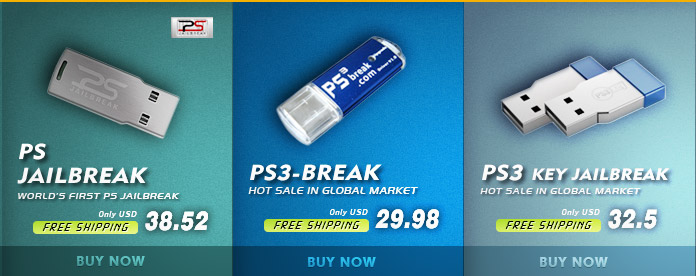 PS
JAILBREAK
PS
JAILBREAK
WORLD'S FIRST PS JAILBREAK
Only USD
FREE SHIPPING 38.52
BUY NOW
PS3
break
.com
PS3-BREAK
HOT SALE IN GLOBAL MARKET
Only USD
FREE SHIPPING 29.98
BUY NOW
PS3 KEY JAILBREAK
HOT SALE IN GLOBAL MARKET
Only USD
FREE SHIPPING 32.5
BUY NOW